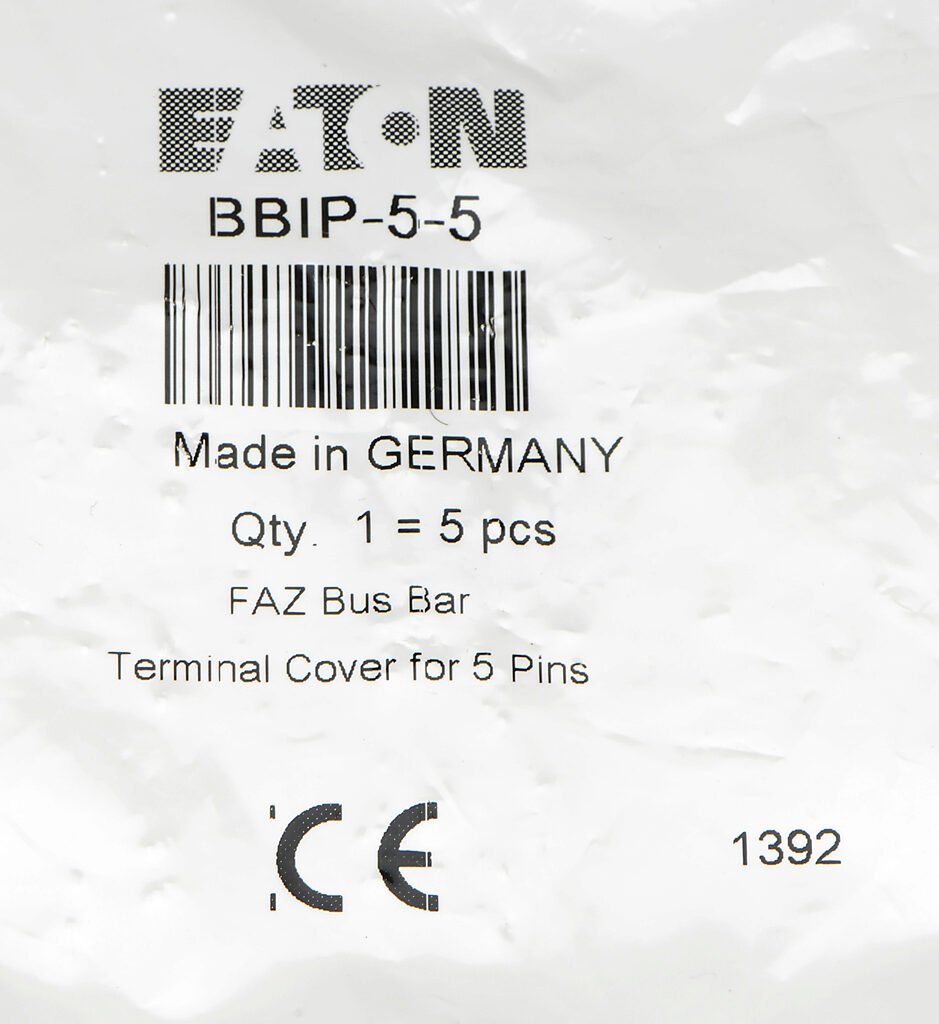 EATON
BBIP-5-5
Made in GERMANY
Qty. 1 = 5 pcs
FAZ Bus Bar
Terminal Cover for 5 Pins
CE
1392